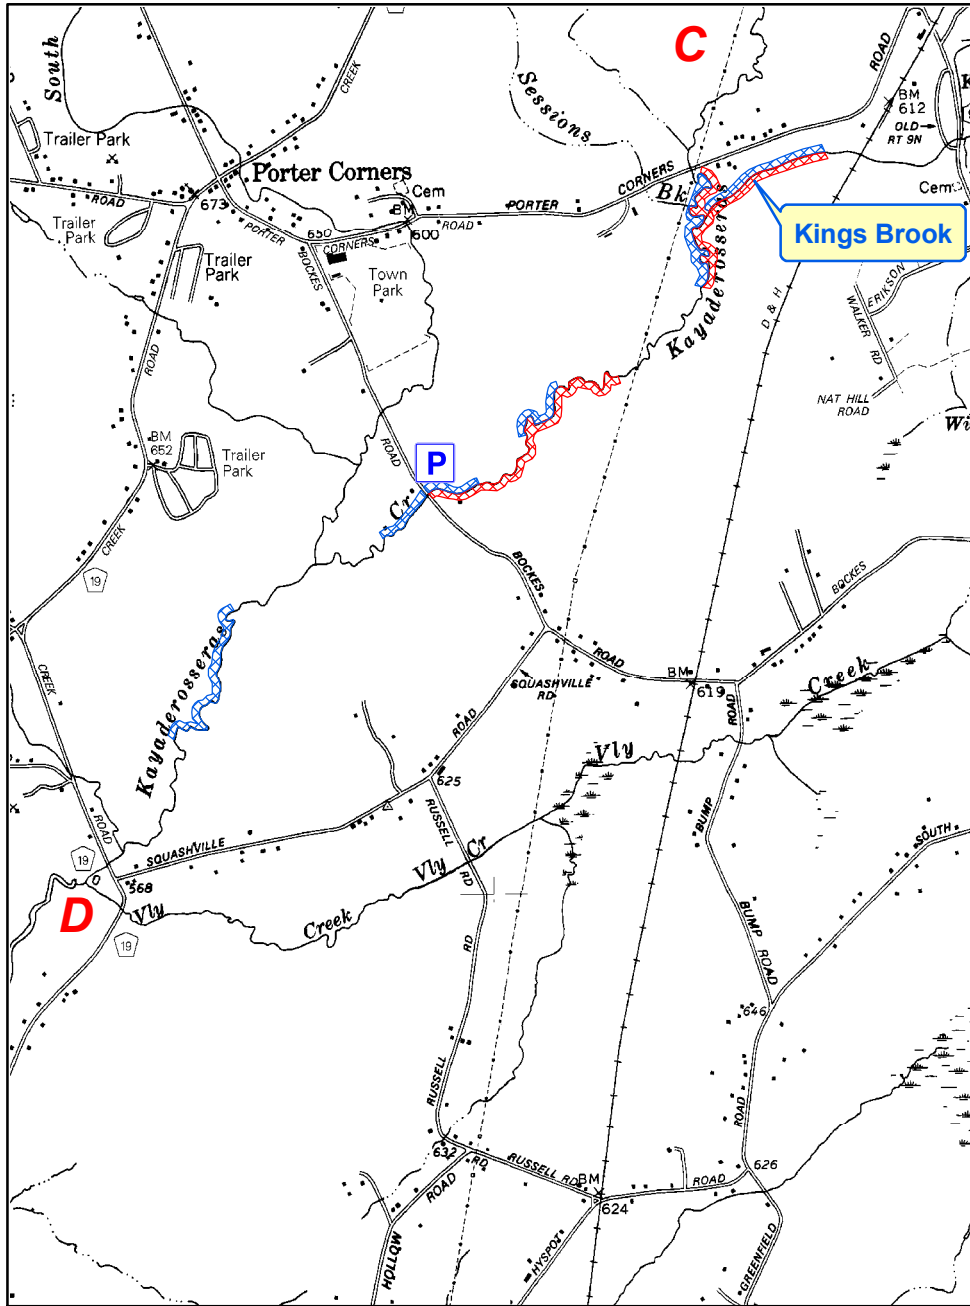 C
South
CREEK
Sessions
ROAD
BM
612
OLD
RT 9N
K
Trailer Park
Porter Corners
Cem
BM
CORNERS
Bk
Cem
ROAD
673
PORTER
650
CORNERS
600
ROAD
PORTER
Kings Brook
Trailer
Park
Trailer
Park
BOCKES
Town
Park
Kayaderosseras
D & H
ERIKSON
WALKER RD
ROAD
NAT HILL
ROAD
Wi
BM
652
Trailer
Park
ROAD
P
Cr
CREEK
19
BOCKES
BOCKES
Kayaderosseras
ROAD
SQUASHVILLE
RD
BM
619
Creek
CREEK
ROAD
ROAD
Vly
625
RUSSELL
RD
BUMP
SOUTH
ROAD
SQUASHVILLE
19
568
Vly Cr
D
Vly
Creek
19
RD
BUMP ROAD
646
RUSSELL
ROAD
632
RD
RUSSELL RD
BM
ROAD
626
624
ROAD
HOLLOW
HYSPOT
GREENFIELD